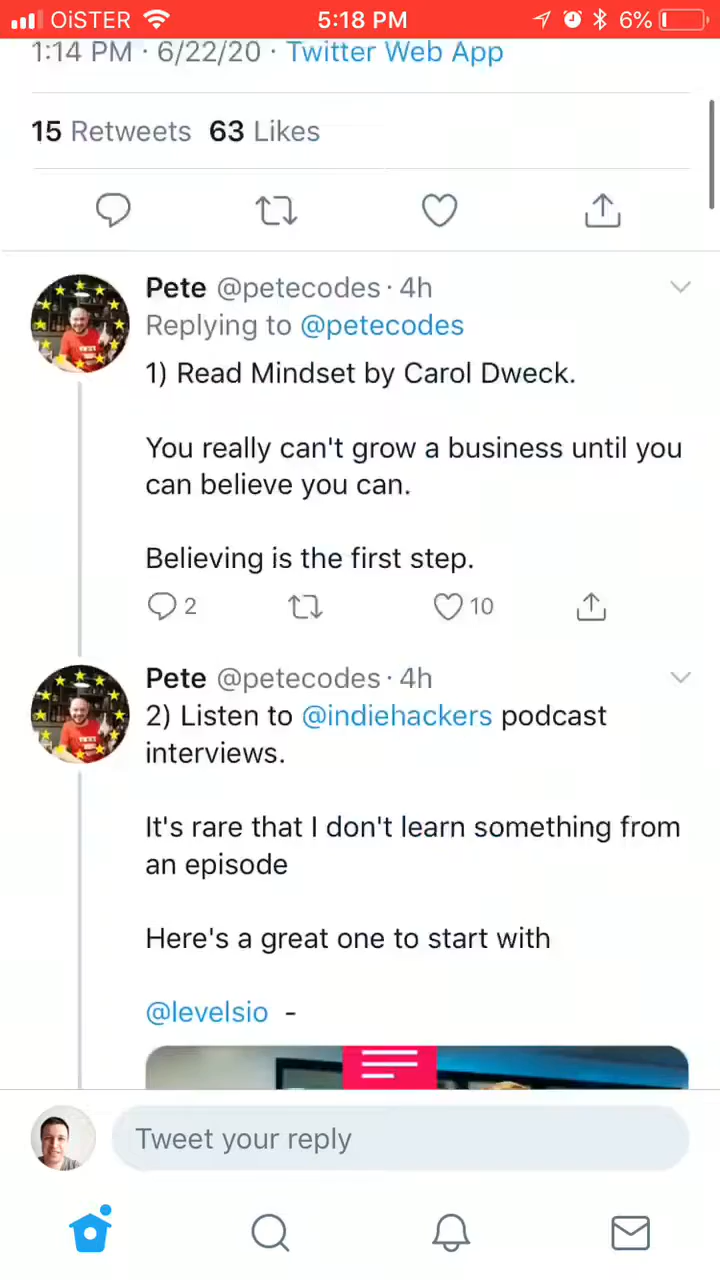 OiSTER 5:18 PM 6%
1:14 PM · 6/22/20 · Twitter Web App
15 Retweets 63 Likes
Pete @petecodes · 4h
Replying to @petecodes
1) Read Mindset by Carol Dweck.
You really can't grow a business until you
can believe you can.
Believing is the first step.
2 10
Pete @petecodes · 4h
2) Listen to @indiehackers podcast
interviews.
It's rare that I don't learn something from
an episode
Here's a great one to start with
@levelsio -
Tweet your reply